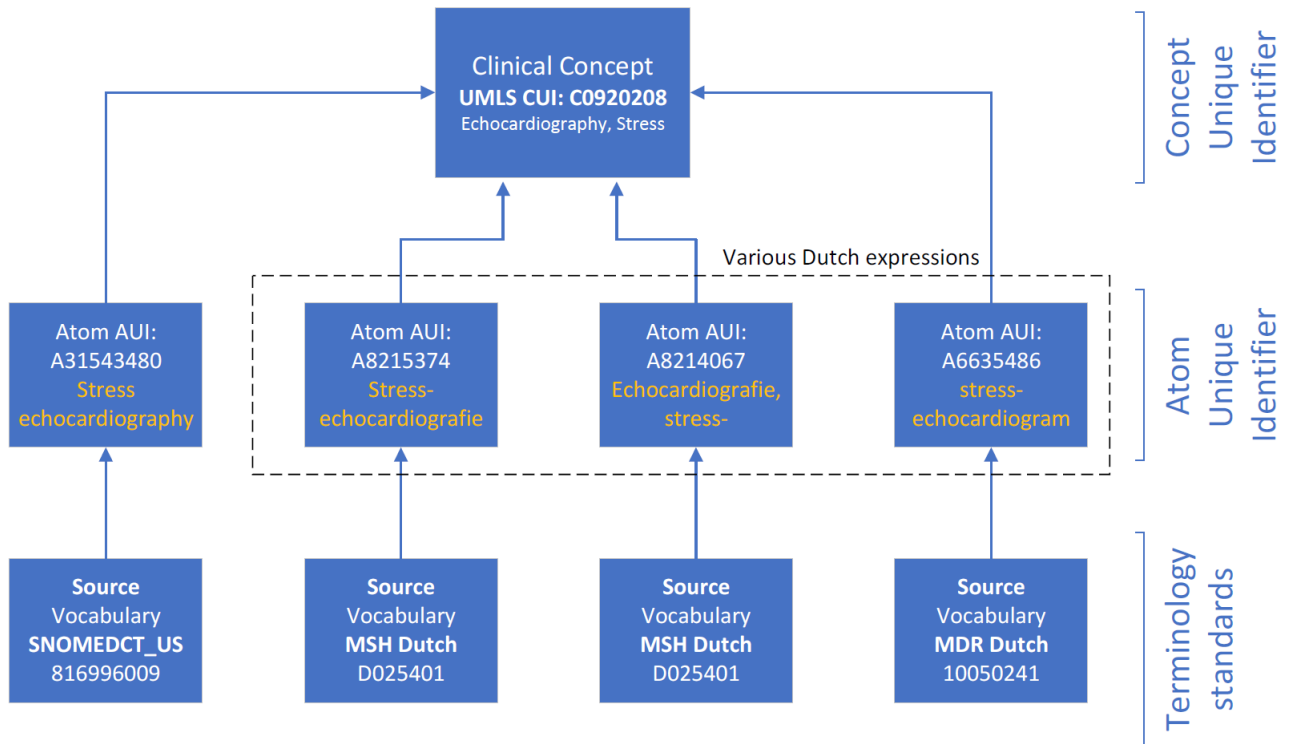 Clinical Concept
UMLS CUI: C0920208
Echocardiography, Stress
Concept
Unique
Identifier
Various Dutch expressions
Atom AUI:
A31543480
Stress
echocardiography
Atom AUI:
A8215374
Stress-
echocardiografie
Atom AUI:
A8214067
Echocardiografie,
stress-
Atom AUI:
A6635486
stress-
echocardiogram
Atom
Unique
Identifier
Source
Vocabulary
SNOMEDCT_US
816996009
Source
Vocabulary
MSH Dutch
D025401
Source
Vocabulary
MSH Dutch
D025401
Source
Vocabulary
MDR Dutch
10050241
Terminology
standards